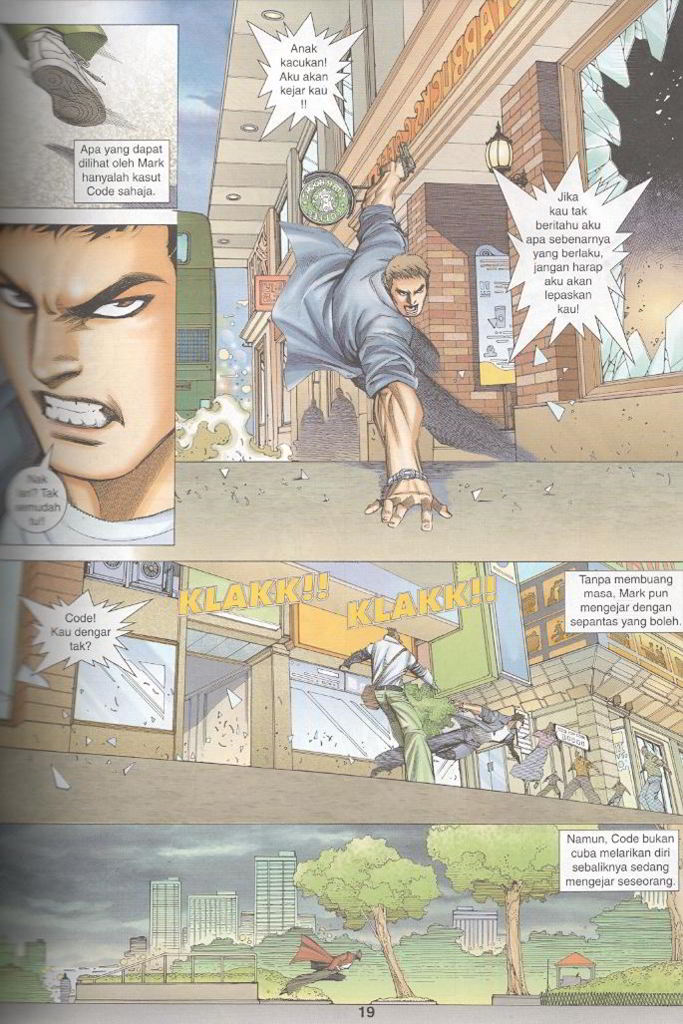 Apa yang dapat
dilihat oleh Mark
hanyalah kasut
Code sahaja.
Anak
kacukan!
Aku akan
kejar kau
!!
STARBUCKS
Jika
kau tak
beritahu aku
apa sebenarnya
yang berlaku,
jangan harap
aku akan
lepaskan
kau!
Nak
lari? Tak
semudah
tu!!
Code!
Kau dengar
tak?
KLAKK!!
KLAKK!!
Tanpa membuang
masa, Mark pun
mengejar dengan
sepantas yang boleh.
Namun, Code bukan
cuba melarikan diri
sebaliknya sedang
mengejar seseorang.
19